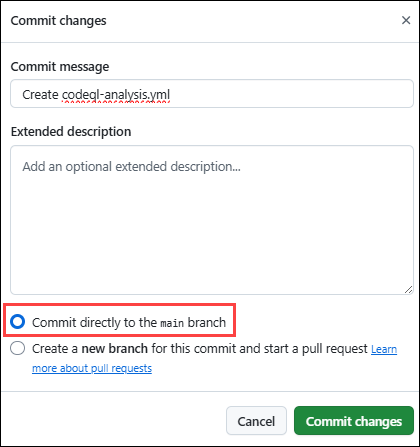 Commit changes
Commit message
Create codeql-analysis.yml
Extended description
Add an optional extended description...
Commit directly to the main branch
Create a new branch for this commit and start a pull request Learn
more about pull requests
Cancel
Commit changes